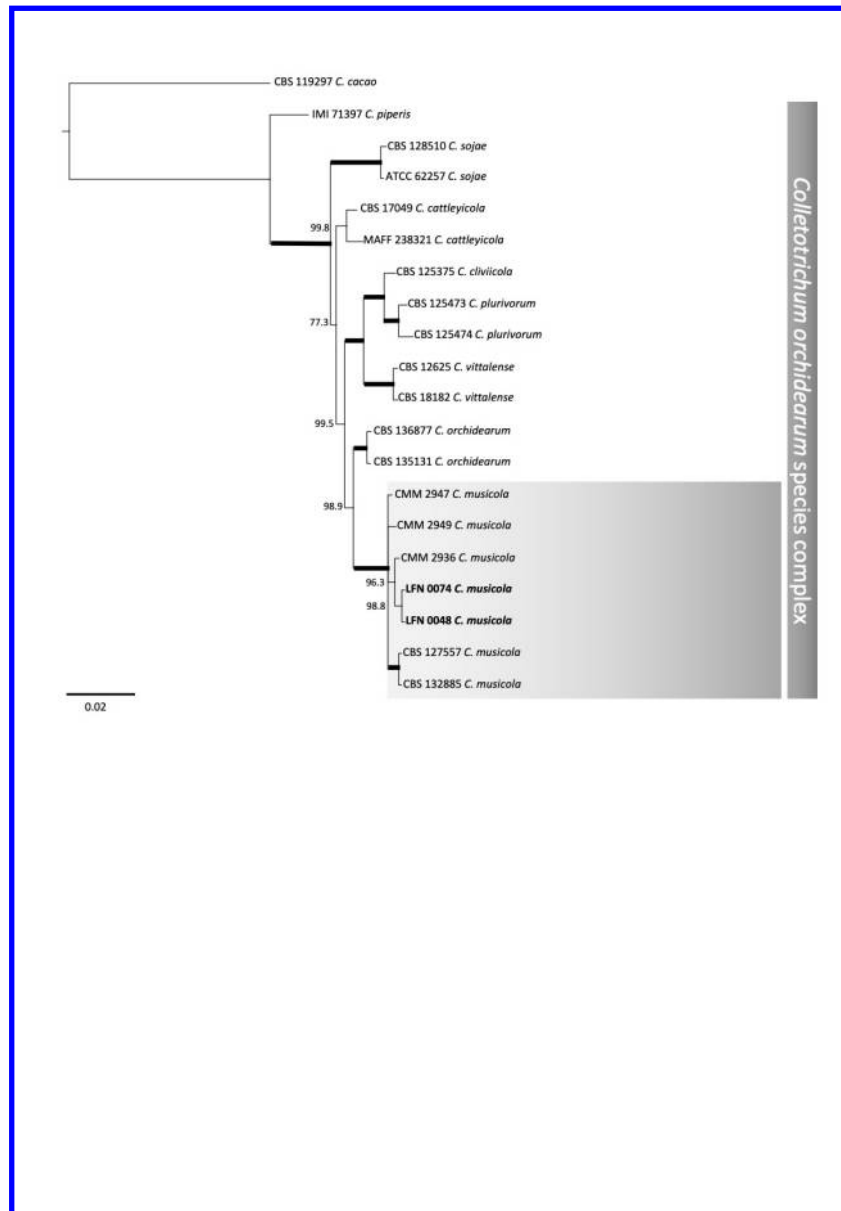 CBS 119297 C. cacao
IMI 71397 C. piperis
CBS 128510 C. sojae
ATCC 62257 C. sojae
CBS 17049 C. cattleyicola
99.8
MAFF 238321 C. cattleyicola
CBS 125375 C. cliviicola
CBS 125473 C. plurivorum
77.3
CBS 125474 C. plurivorum
CBS 12625 C. vittalense
CBS 18182 C. vittalense
99.5
CBS 136877 C. orchidearum
CBS 135131 C. orchidearum
CMM 2947 C. musicola
98.9
CMM 2949 C. musicola
CMM 2936 C. musicola
96.3
LFN 0074 C. musicola
98.8
LFN 0048 C. musicola
CBS 127557 C. musicola
CBS 132885 C. musicola
0.02
Colletotrichum orchidearum species complex